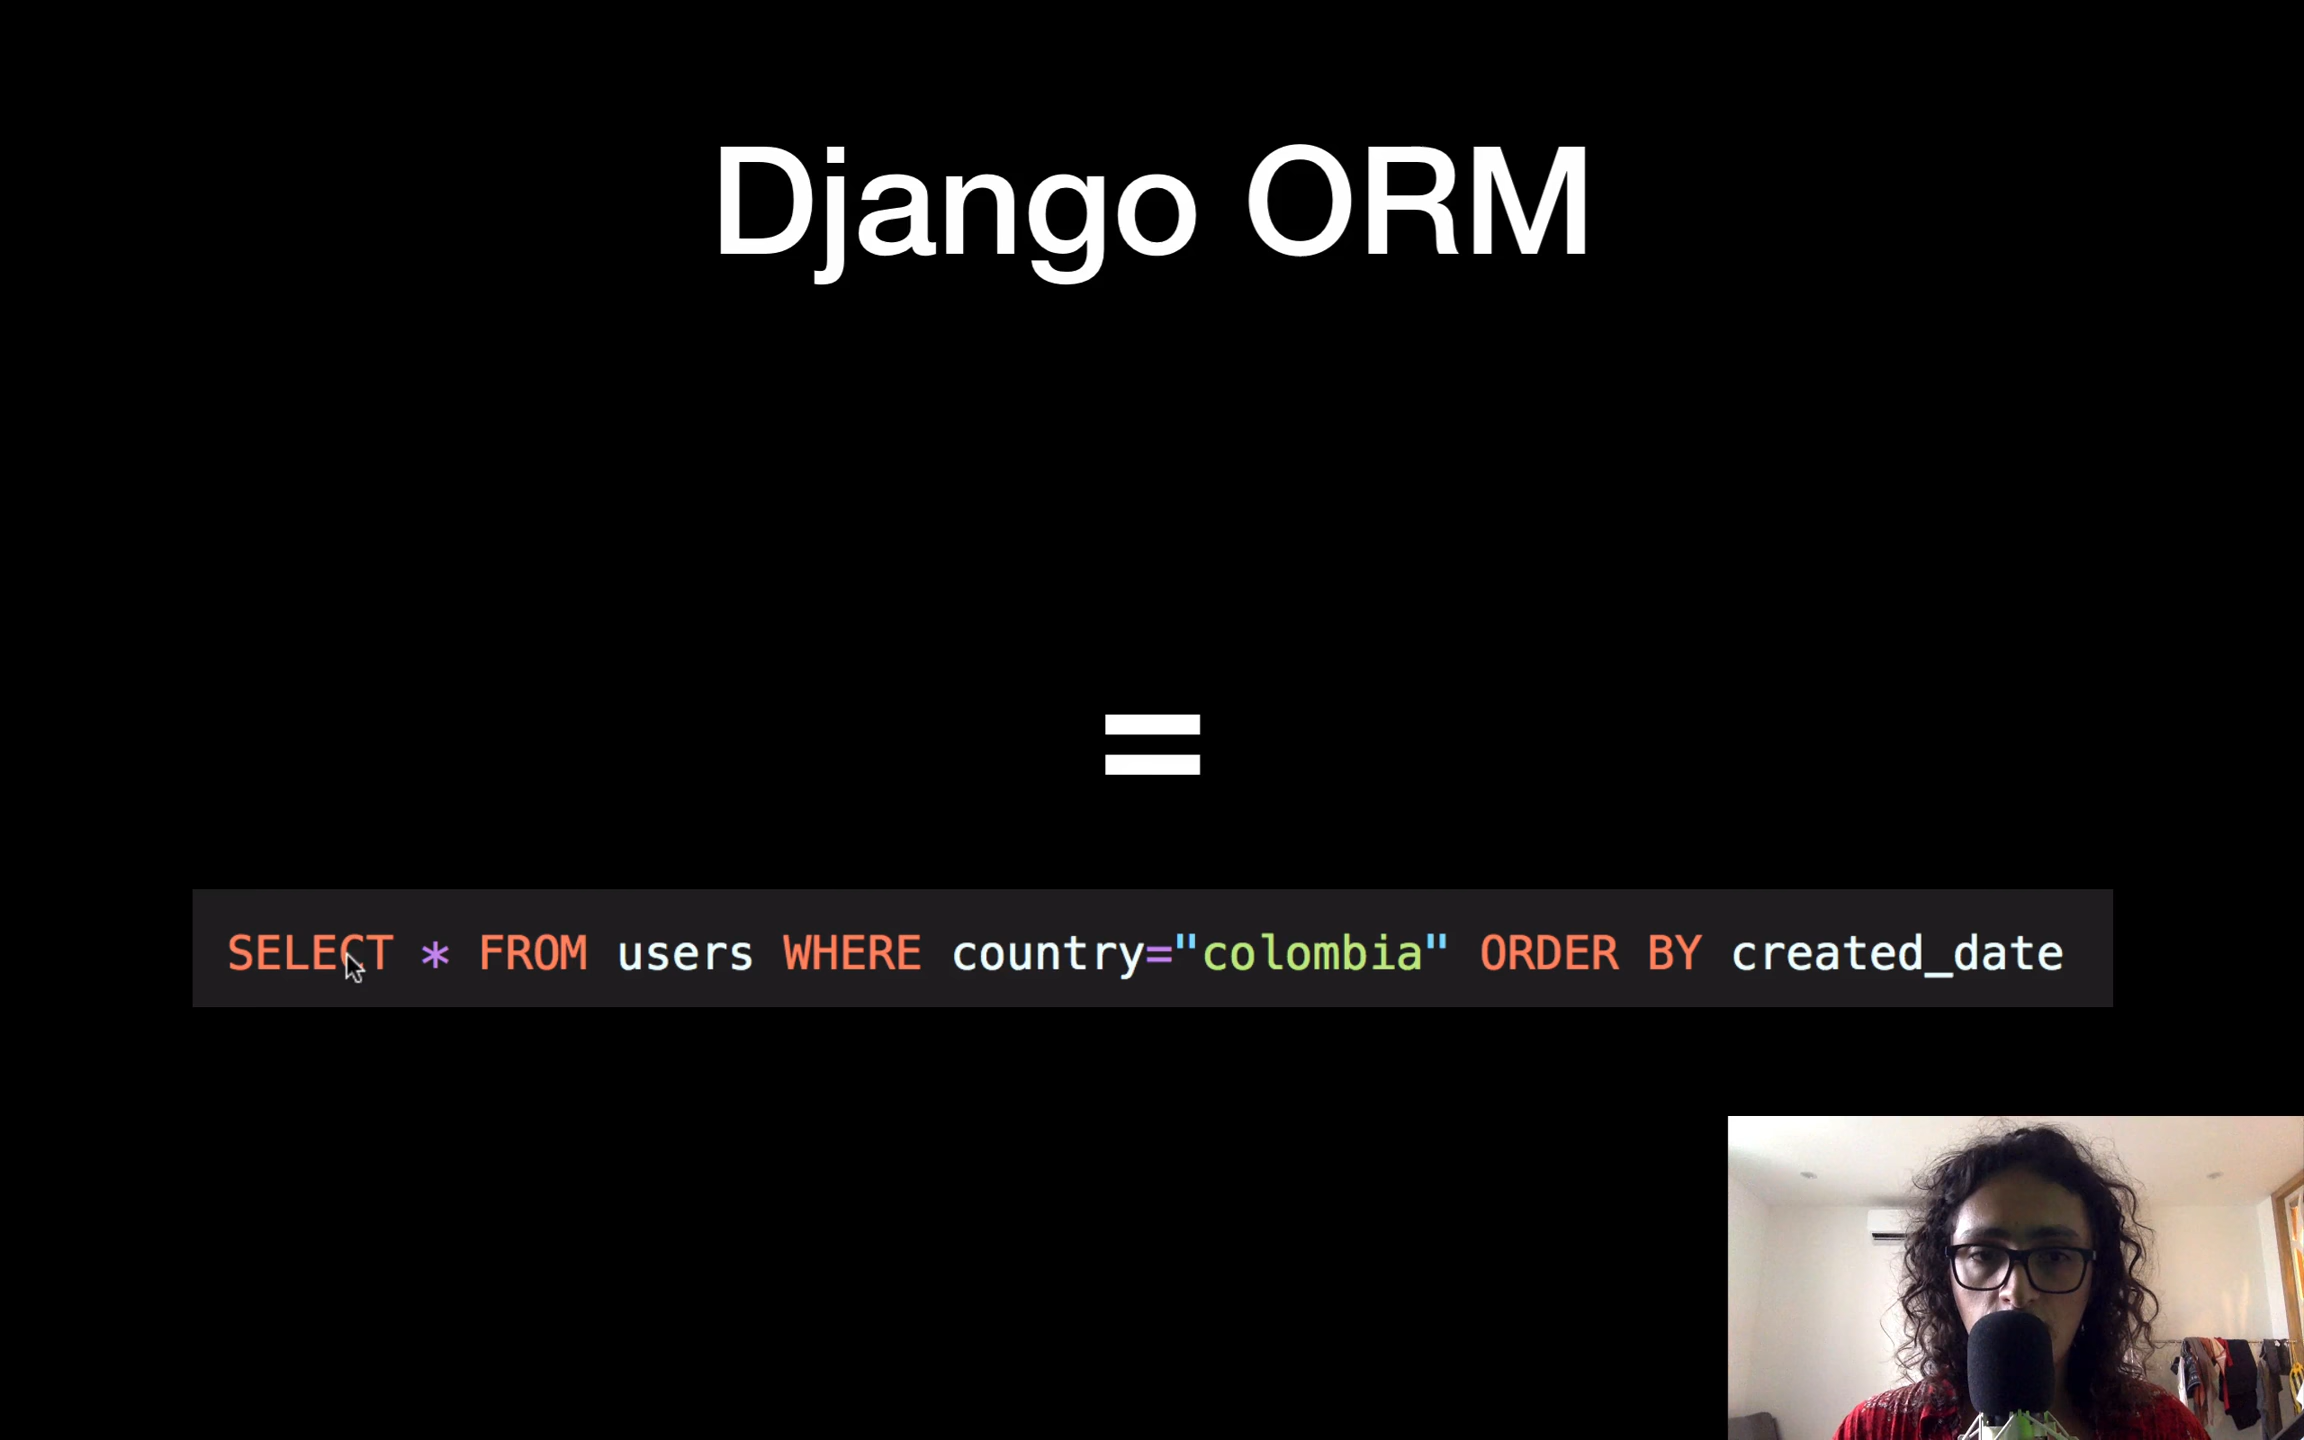 Django ORM
=
SELECT * FROM users WHERE country="colombia" ORDER BY created_date